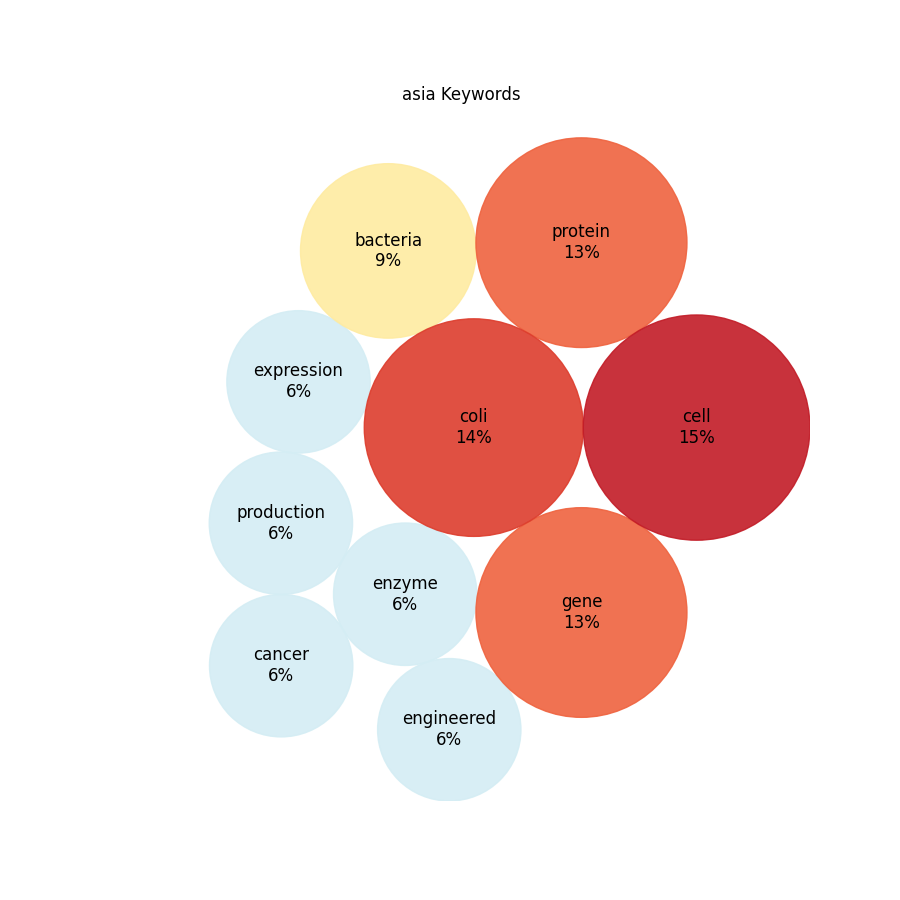 asia Keywords
bacteria
9%
protein
13%
expression
6%
coli
14%
cell
15%
production
6%
enzyme
6%
gene
13%
cancer
6%
engineered
6%